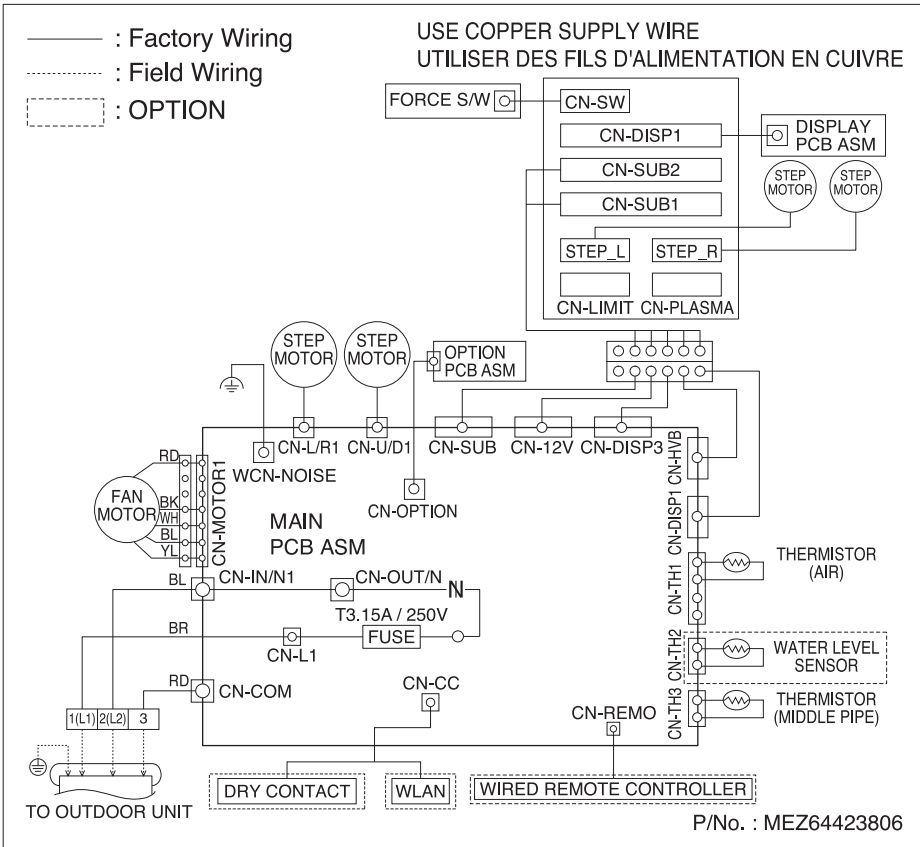 : Factory Wiring
: Field Wiring
: OPTION
USE COPPER SUPPLY WIRE
UTILISER DES FILS D'ALIMENTATION EN CUIVRE
FORCE S/W
CN-SW
CN-DISP1
DISPLAY
PCB ASM
CN-SUB2
CN-SUB1
STEP
MOTOR
STEP
MOTOR
STEP_L
STEP_R
CN-LIMIT
CN-PLASMA
STEP
MOTOR
STEP
MOTOR
OPTION
PCB ASM
CN-L/R1
CN-U/D1
CN-SUB
CN-12V
CN-DISP3
WCN-NOISE
CN-OPTION
CN-HVB
CN-DISP1
FAN
MOTOR
RD
BK
WH
BL
YL
CN-MOTOR1
MAIN
PCB ASM
CN-TH1
THERMISTOR
(AIR)
BL
CN-IN/N1
CN-OUT/N
N
T3.15A / 250V
FUSE
BR
CN-L1
CN-TH2
WATER LEVEL
SENSOR
RD
CN-COM
CN-CC
CN-REMO
CN-TH3
THERMISTOR
(MIDDLE PIPE)
1(L1)
2(L2)
3
TO OUTDOOR UNIT
DRY CONTACT
WLAN
WIRED REMOTE CONTROLLER
P/No. : MEZ64423806